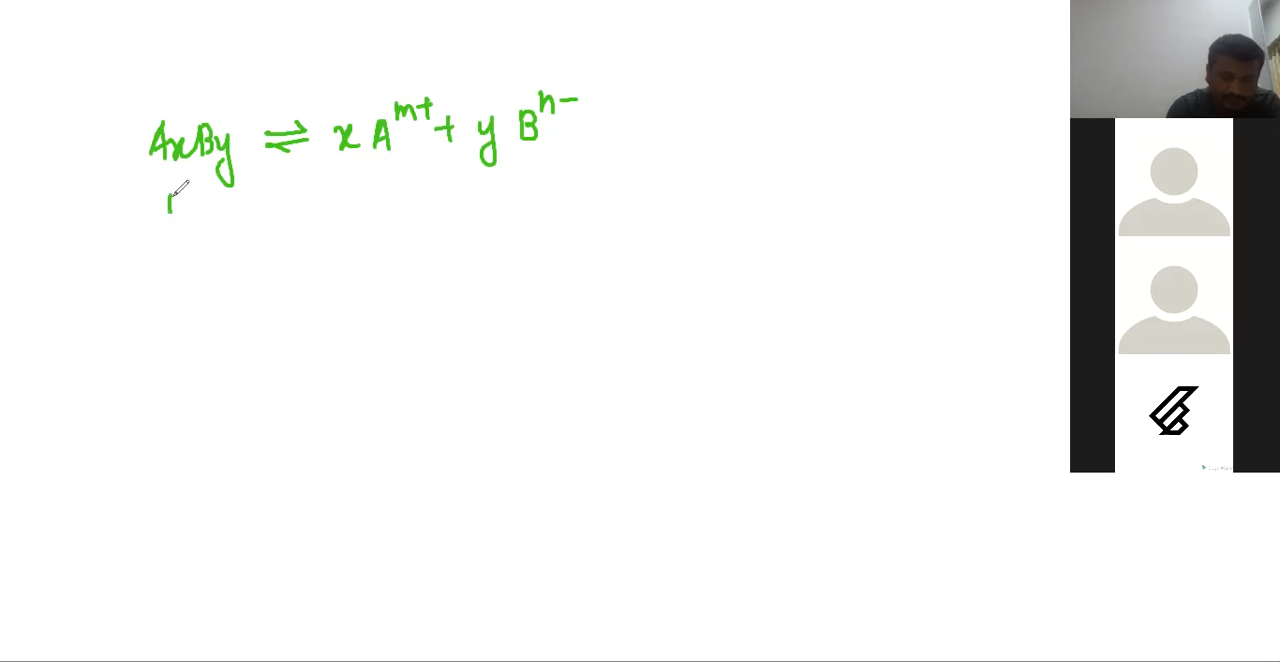 AxBy ⇌ x A^m+ + y B^n-